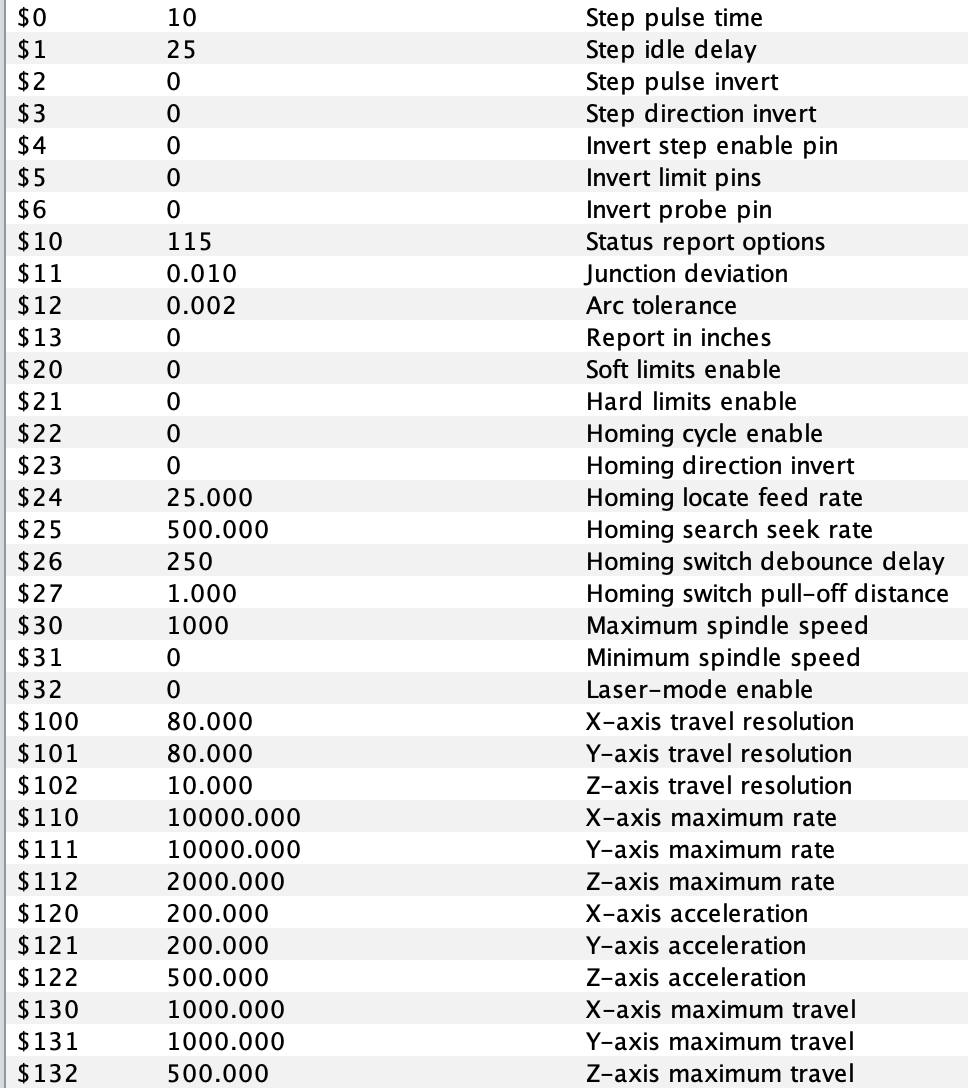 $0 10 Step pulse time
$1 25 Step idle delay
$2 0 Step pulse invert
$3 0 Step direction invert
$4 0 Invert step enable pin
$5 0 Invert limit pins
$6 0 Invert probe pin
$10 115 Status report options
$11 0.010 Junction deviation
$12 0.002 Arc tolerance
$13 0 Report in inches
$20 0 Soft limits enable
$21 0 Hard limits enable
$22 0 Homing cycle enable
$23 0 Homing direction invert
$24 25.000 Homing locate feed rate
$25 500.000 Homing search seek rate
$26 250 Homing switch debounce delay
$27 1.000 Homing switch pull-off distance
$30 1000 Maximum spindle speed
$31 0 Minimum spindle speed
$32 0 Laser-mode enable
$100 80.000 X-axis travel resolution
$101 80.000 Y-axis travel resolution
$102 10.000 Z-axis travel resolution
$110 10000.000 X-axis maximum rate
$111 10000.000 Y-axis maximum rate
$112 2000.000 Z-axis maximum rate
$120 200.000 X-axis acceleration
$121 200.000 Y-axis acceleration
$122 500.000 Z-axis acceleration
$130 1000.000 X-axis maximum travel
$131 1000.000 Y-axis maximum travel
$132 500.000 Z-axis maximum travel